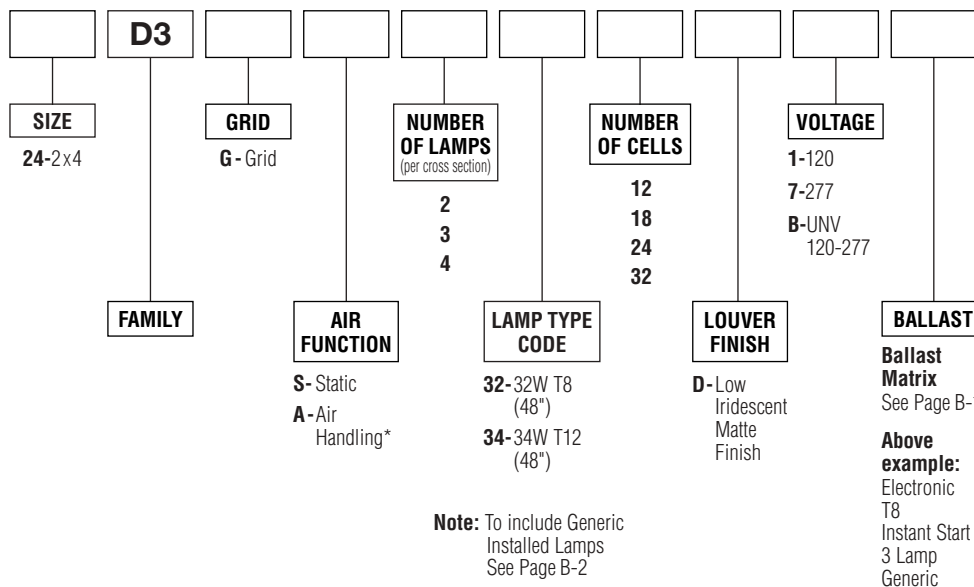 D3
SIZE
24-2x4
GRID
G - Grid
NUMBER
OF LAMPS
(per cross section)
2
3
4
NUMBER
OF CELLS
12
18
24
32
VOLTAGE
1-120
7-277
B-UNV
120-277
FAMILY
AIR
FUNCTION
S- Static
A - Air
Handling*
LAMP TYPE
CODE
32-32W T8
(48")
34-34W T12
(48")
LOUVER
FINISH
D-Low
Iridescent
Matte
Finish
BALLAST
Ballast
Matrix
See Page B-
Above
example:
Electronic
T8
Instant Start
3 Lamp
Generic
Note: To include Generic
Installed Lamps
See Page B-2